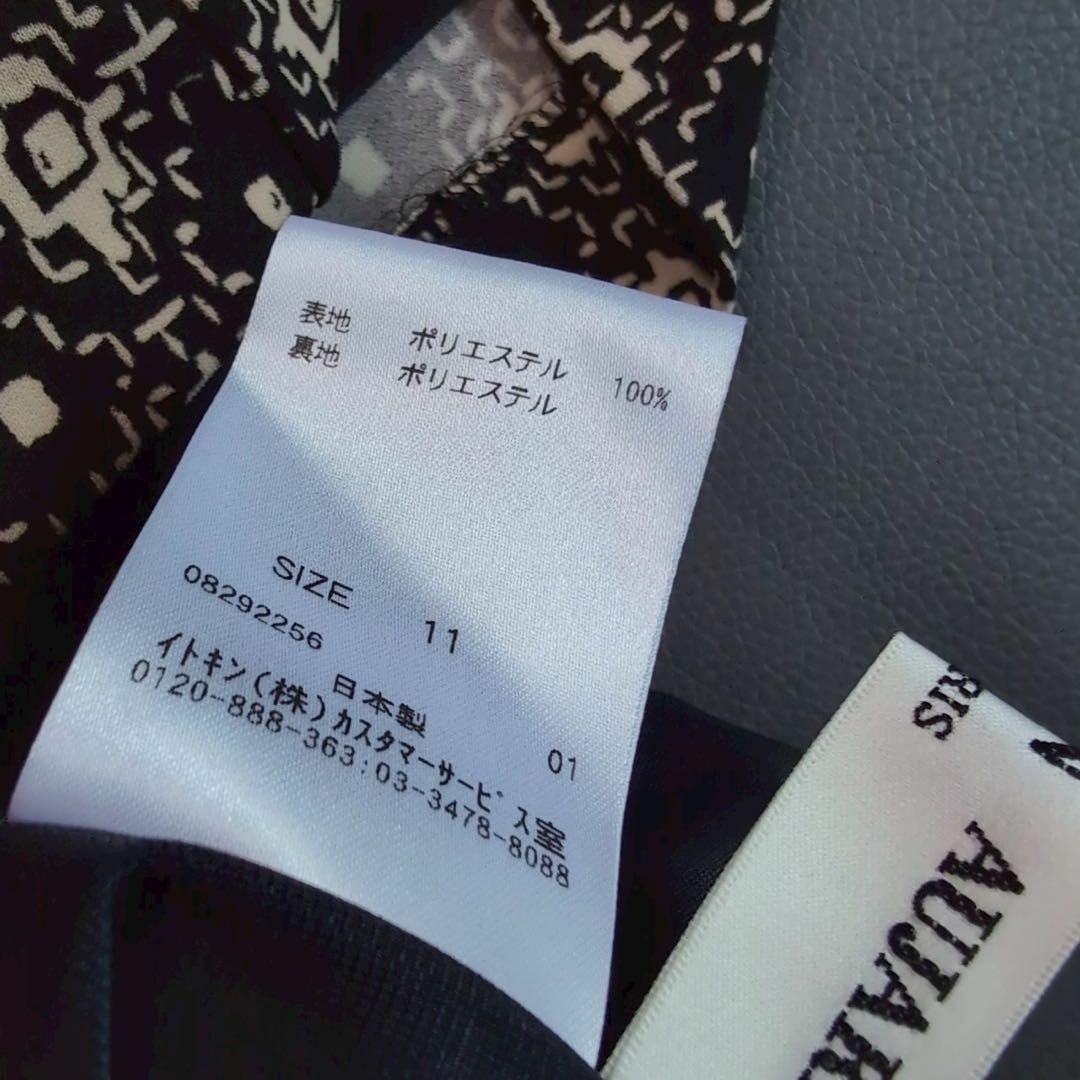 表地 ポリエステル 100%
裏地 ポリエステル
SIZE 11
08292256
日本製 01
イトキン(株)カスタマーサービス室
0120-888-363:03-3478-8088
RIS
AUJAR